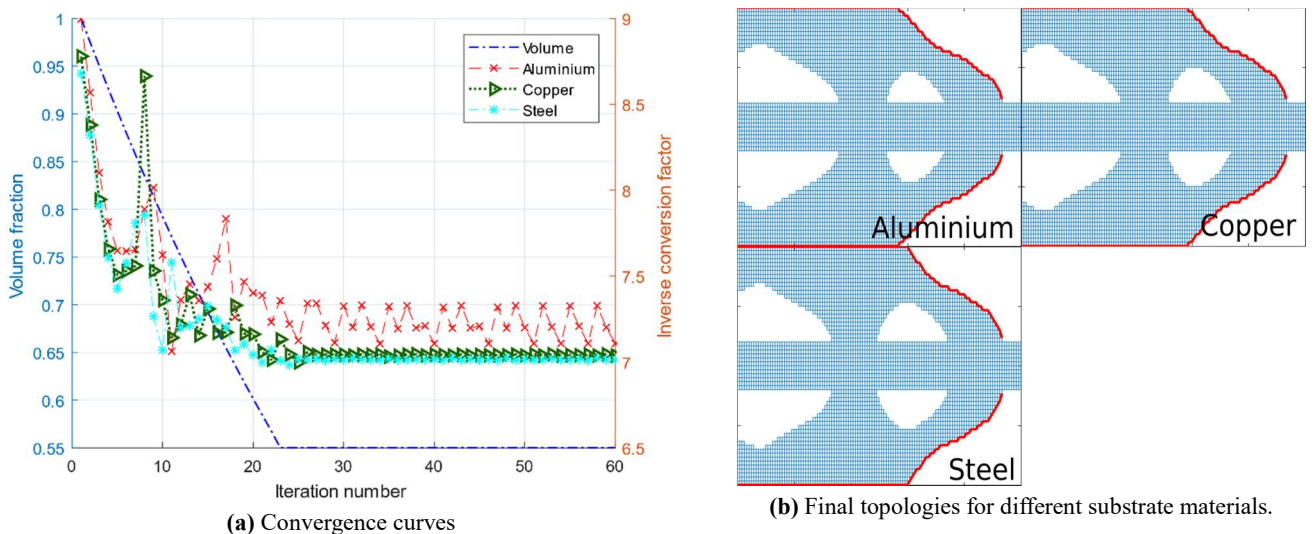 1
0.95
0.9
0.85
0.8
0.75
0.7
0.65
0.6
0.55
Volume fraction
9
8.5
8
7.5
7
6.5
Inverse conversion factor
Volume
Aluminium
Copper
Steel
0 10 20 30 40 50 60
Iteration number
(a) Convergence curves
Aluminium
Copper
Steel
(b) Final topologies for different substrate materials.